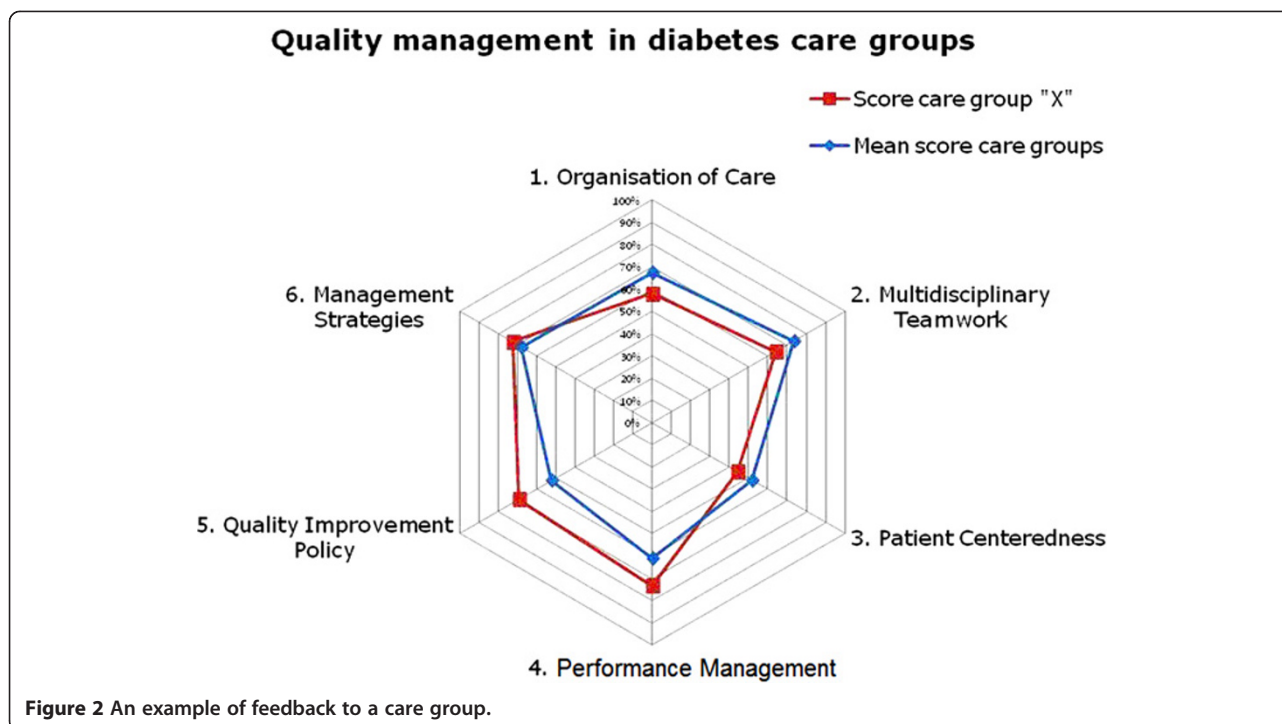 Quality management in diabetes care groups
Score care group "X"
Mean score care groups
1. Organisation of Care
100%
90%
80%
70%
60%
50%
40%
30%
20%
10%
0%
2. Multidisciplinary
Teamwork
3. Patient Centeredness
4. Performance Management
5. Quality Improvement
Policy
6. Management
Strategies
Figure 2 An example of feedback to a care group.